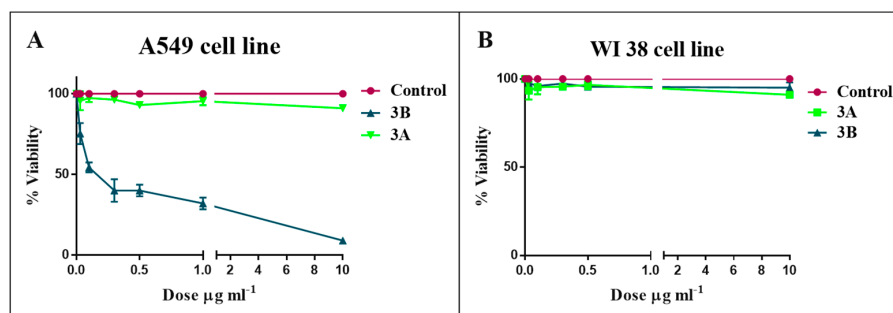 A
A549 cell line
% Viability
100
50
0
0.0
0.5
1.0
2
4
6
8
10
Dose µg ml⁻¹
Control
3B
3A
B
WI 38 cell line
% Viability
100
50
0
0.0
0.5
1.0
2
4
6
8
10
Dose µg ml⁻¹
Control
3A
3B